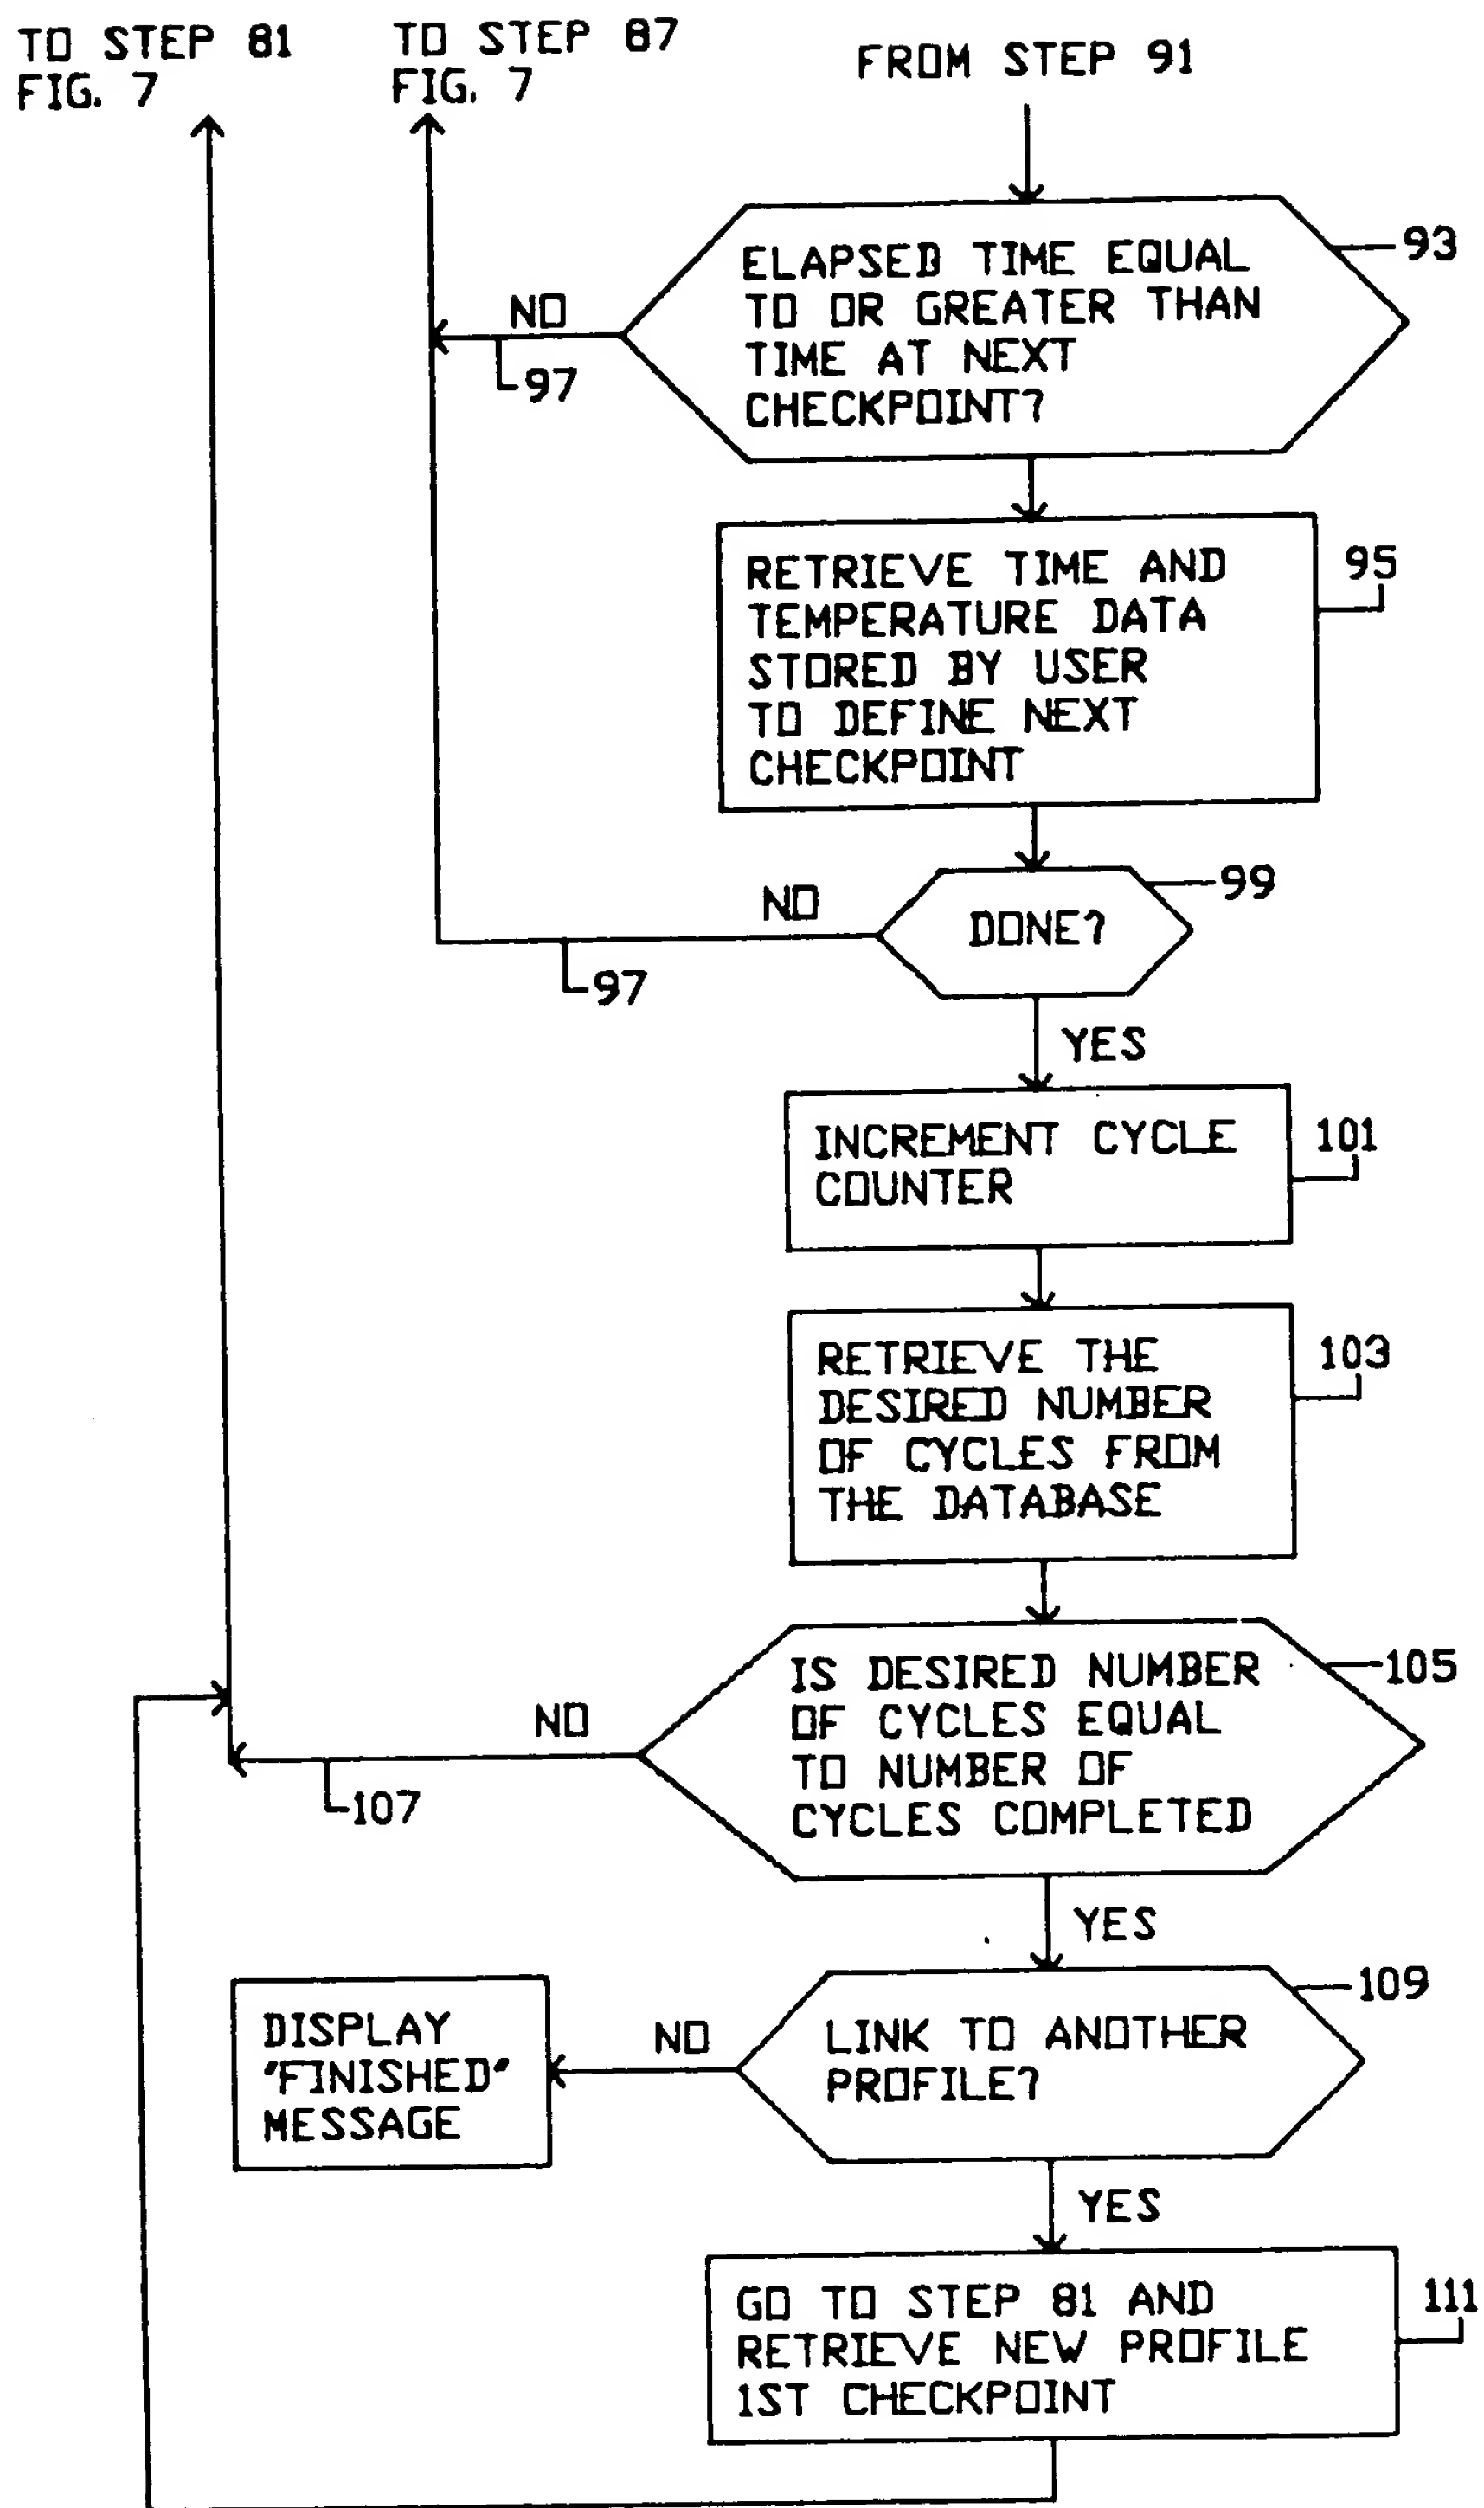 TO STEP 81
FIG. 7
TO STEP 87
FIG. 7
FROM STEP 91
ELAPSED TIME EQUAL
TO OR GREATER THAN
TIME AT NEXT
CHECKPOINT?
93
NO
97
RETRIEVE TIME AND
TEMPERATURE DATA
STORED BY USER
TO DEFINE NEXT
CHECKPOINT
95
DONE?
99
NO
97
YES
INCREMENT CYCLE
COUNTER
101
RETRIEVE THE
DESIRED NUMBER
OF CYCLES FROM
THE DATABASE
103
IS DESIRED NUMBER
OF CYCLES EQUAL
TO NUMBER OF
CYCLES COMPLETED
105
NO
107
YES
LINK TO ANOTHER
PROFILE?
109
NO
DISPLAY
"FINISHED"
MESSAGE
YES
GO TO STEP 81 AND
RETRIEVE NEW PROFILE
1ST CHECKPOINT
111